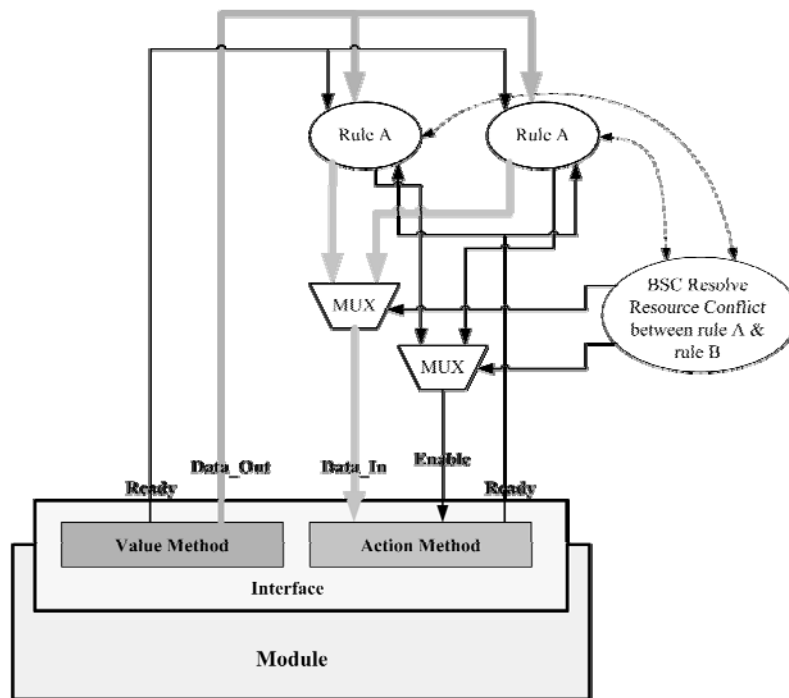 Rule A
Rule A
BSC Resolve
Resource Conflict
between rule A &
rule B
MUX
MUX
Data_Out
Data_In
Enable
Ready
Ready
Value Method
Action Method
Interface
Module